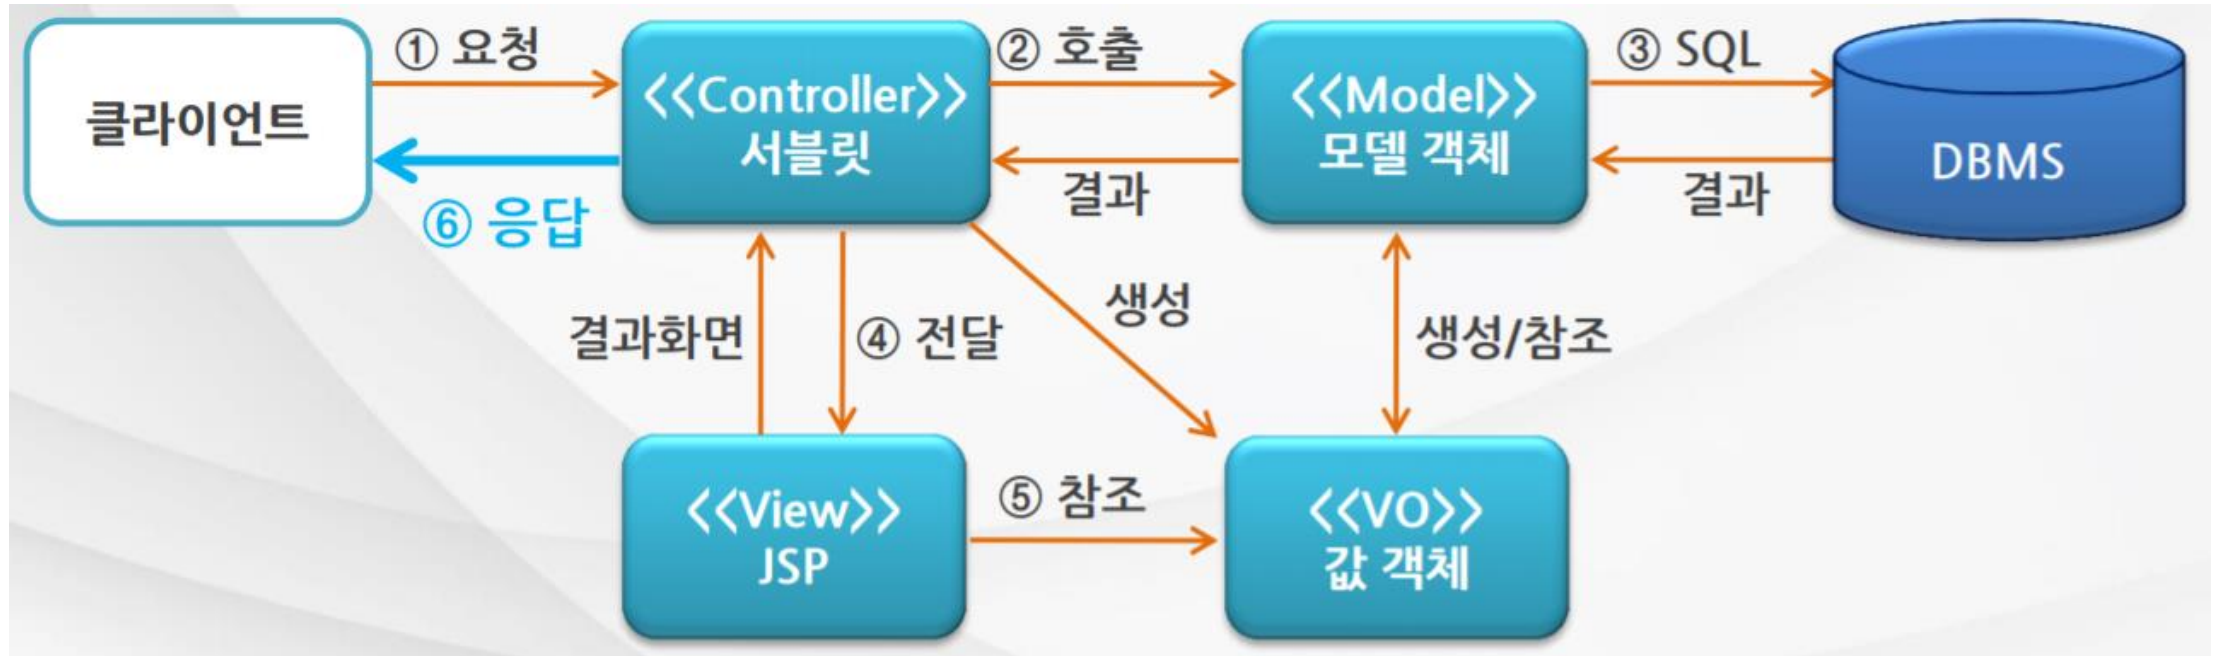 클라이언트
① 요청
⑥ 응답
<<Controller>>
서블릿
② 호출
결과
<<Model>>
모델 객체
③ SQL
결과
DBMS
결과화면
④ 전달
생성
생성/참조
<<View>>
JSP
⑤ 참조
<<VO>>
값 객체